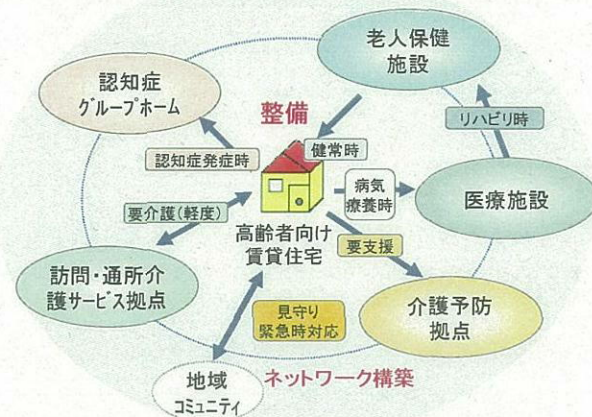 老人保健
施設
認知症
グループホーム
整備
リハビリ時
健常時
認知症発症時
病気
療養時
医療施設
要介護(軽度)
高齢者向け
賃貸住宅
要支援
訪問・通所介
護サービス拠点
見守り
緊急時対応
介護予防
拠点
地域
コミュニティ
ネットワーク構築